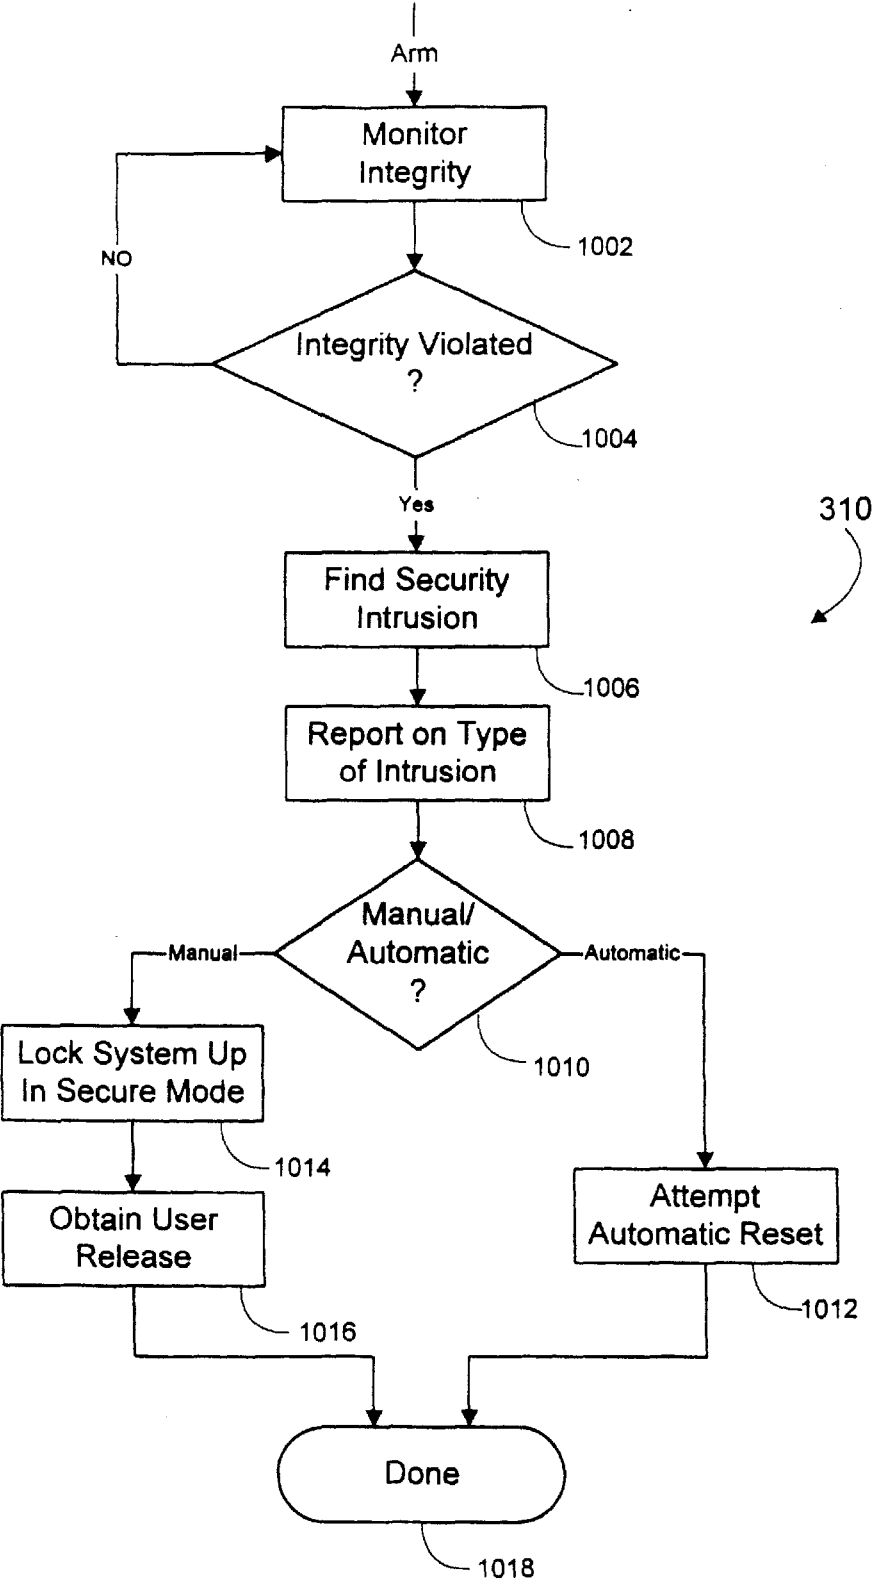 Arm
Monitor
Integrity
1002
NO
Integrity Violated
?
1004
Yes
310
Find Security
Intrusion
1006
Report on Type
of Intrusion
1008
Manual/
Automatic
?
Manual
Automatic
1010
Lock System Up
In Secure Mode
1014
Obtain User
Release
1016
Attempt
Automatic Reset
1012
Done
1018